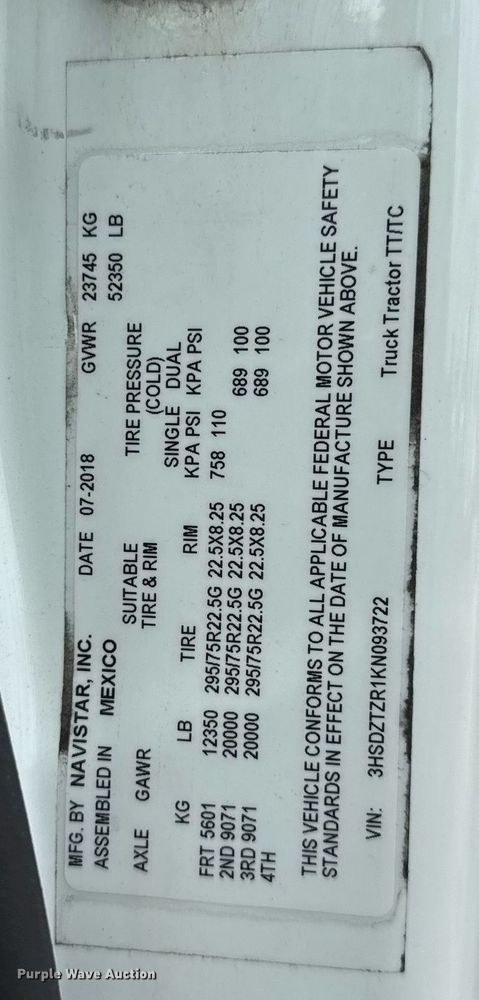 MFG. BY NAVISTAR, INC. DATE 07-2018 GVWR 23745 KG
ASSEMBLED IN MEXICO 52350 LB
SUITABLE TIRE PRESSURE
AXLE GAWR TIRE & RIM (COLD)
SINGLE DUAL
KG LB TIRE RIM KPA PSI KPA PSI
FRT 5601 12350 295/75R22.5G 22.5X8.25 758 110
2ND 9071 20000 295/75R22.5G 22.5X8.25 689 100
3RD 9071 20000 295/75R22.5G 22.5X8.25 689 100
4TH
THIS VEHICLE CONFORMS TO ALL APPLICABLE FEDERAL MOTOR VEHICLE SAFETY
STANDARDS IN EFFECT ON THE DATE OF MANUFACTURE SHOWN ABOVE.
VIN: 3HSDZTZR1KN093722 TYPE Truck Tractor TT/TC
Purple Wave Auction